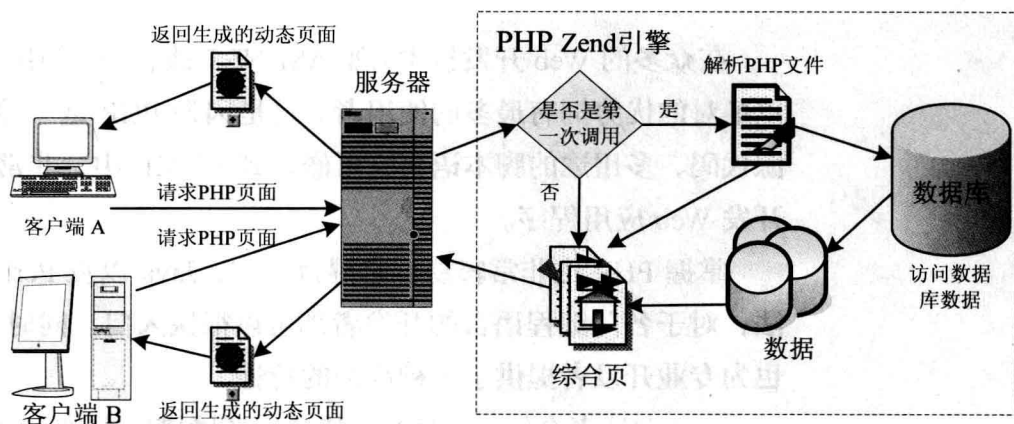 返回生成的动态页面
服务器
客户端 A
请求PHP页面
请求PHP页面
客户端 B
返回生成的动态页面
PHP Zend引擎
是否是第
一次调用
是
否
解析PHP文件
数据库
访问数据
库数据
数据
综合页